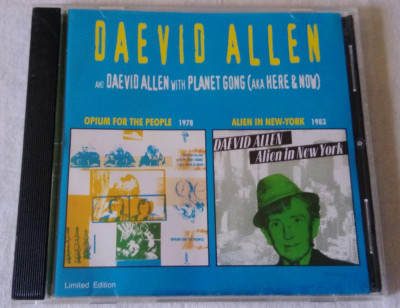 DAEVID ALLEN
AND DAEVID ALLEN WITH PLANET GONG (AKA HERE & NOW)
OPIUM FOR THE PEOPLE 1978
ALIEN IN NEW-YORK 1983
DAEVID ALLEN
Alien in New York
Limited Edition